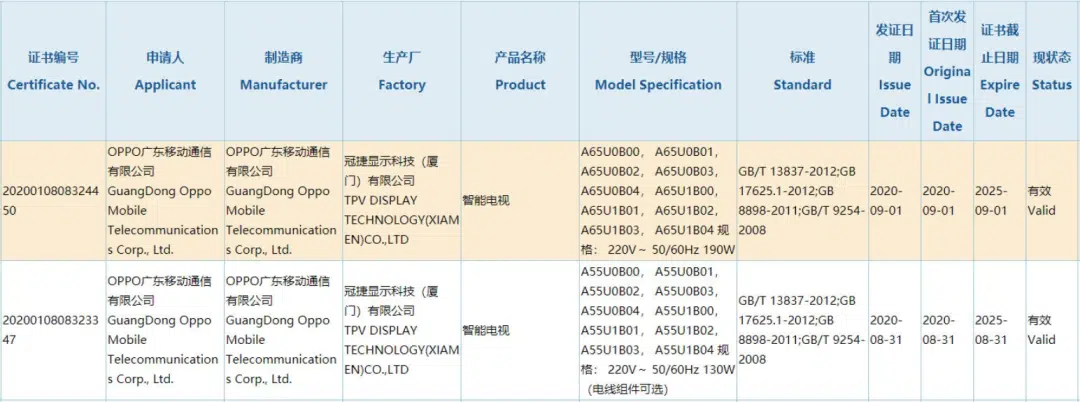 证书编号
Certificate No.
申请人
Applicant
制造商
Manufacturer
生产厂
Factory
产品名称
Product
型号/规格
Model Specification
标准
Standard
发证日
期
Issue
Date
首次发
证日期
Origina
l Issue
Date
证书截
止日期
Expire
Date
现状态
Status
20200108083244
50
OPPO广东移动通信
有限公司
GuangDong Oppo
Mobile
Telecommunication
s Corp., Ltd.
OPPO广东移动通信
有限公司
GuangDong Oppo
Mobile
Telecommunication
s Corp., Ltd.
冠捷显示科技（厦
门）有限公司
TPV DISPLAY
TECHNOLOGY(XIAM
EN)CO.,LTD
智能电视
A65U0B00， A65U0B01，
A65U0B02， A65U0B03，
A65U0B04， A65U1B00，
A65U1B01， A65U1B02，
A65U1B03， A65U1B04 规
格： 220V～ 50/60Hz 190W
GB/T 13837-2012;GB
17625.1-2012;GB
8898-2011;GB/T 9254-
2008
2020-
09-01
2020-
09-01
2025-
09-01
有效
Valid
20200108083233
47
OPPO广东移动通信
有限公司
GuangDong Oppo
Mobile
Telecommunication
s Corp., Ltd.
OPPO广东移动通信
有限公司
GuangDong Oppo
Mobile
Telecommunication
s Corp., Ltd.
冠捷显示科技（厦
门）有限公司
TPV DISPLAY
TECHNOLOGY(XIAM
EN)CO.,LTD
智能电视
A55U0B00， A55U0B01，
A55U0B02， A55U0B03，
A55U0B04， A55U1B00，
A55U1B01， A55U1B02，
A55U1B03， A55U1B04 规
格： 220V～ 50/60Hz 130W
（电线组件可选）
GB/T 13837-2012;GB
17625.1-2012;GB
8898-2011;GB/T 9254-
2008
2020-
08-31
2020-
08-31
2025-
08-31
有效
Valid